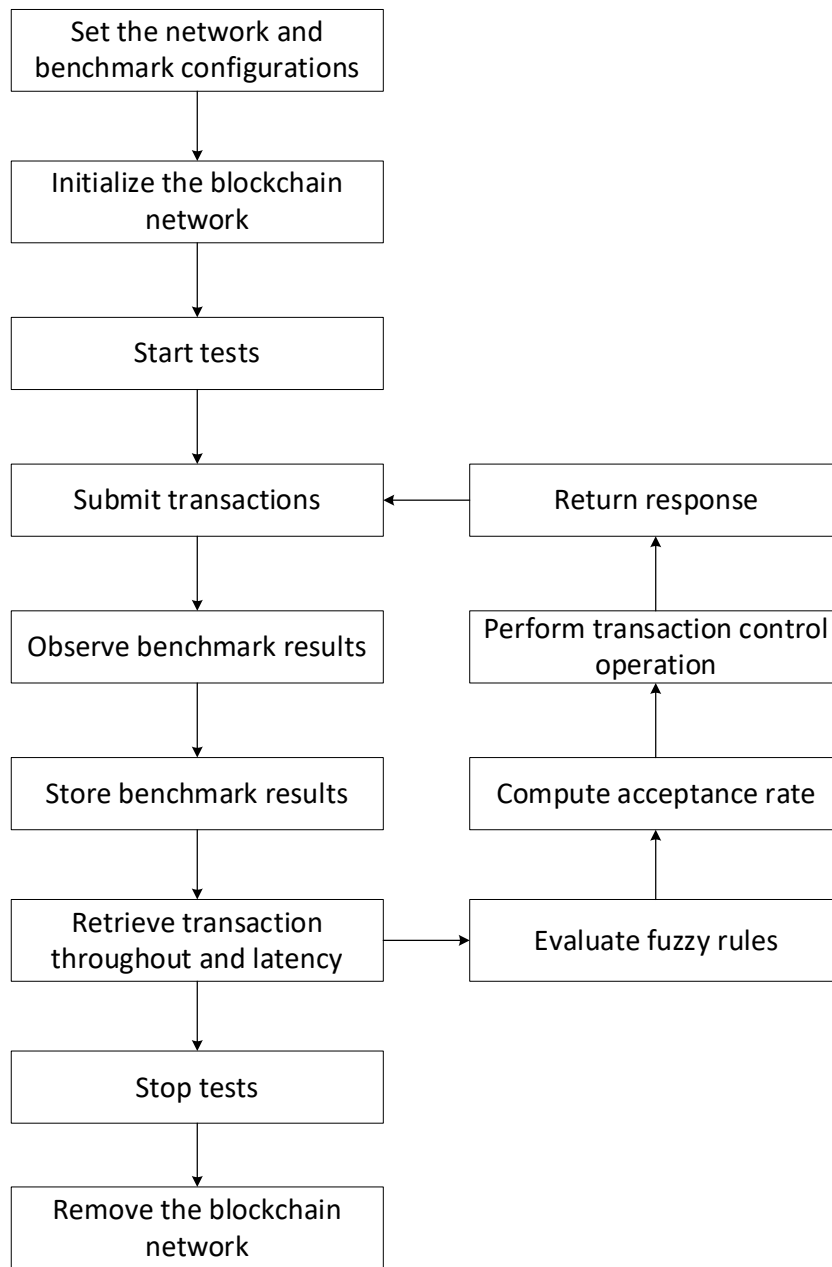 Set the network and
benchmark configurations
Initialize the blockchain
network
Start tests
Submit transactions
Return response
Observe benchmark results
Perform transaction control
operation
Store benchmark results
Compute acceptance rate
Retrieve transaction
throughout and latency
Evaluate fuzzy rules
Stop tests
Remove the blockchain
network